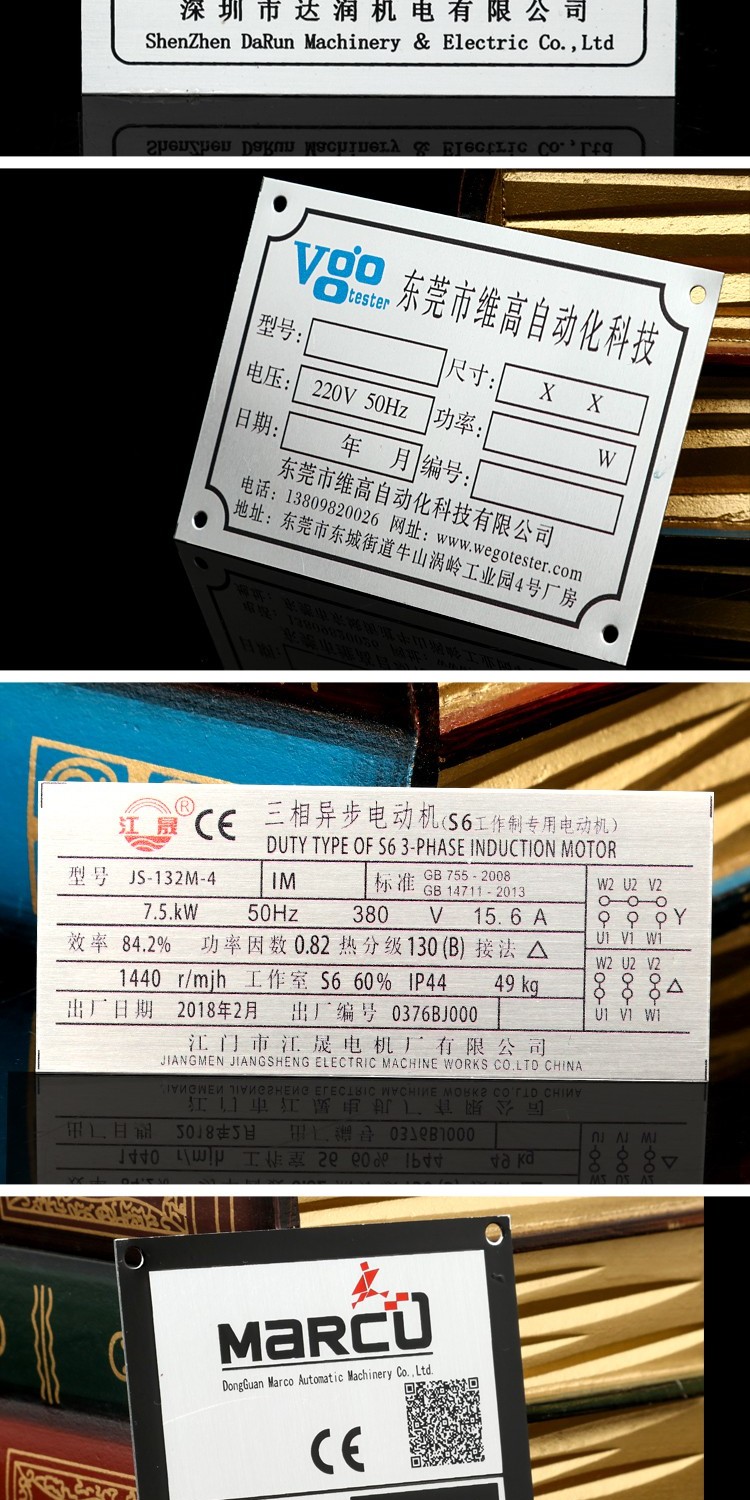 深圳市达润机电有限公司
ShenZhen DaRun Machinery & Electric Co.,Ltd
Vgo tester
东莞市维高自动化科技
型号: 尺寸: X X
电压: 220V 50Hz 功率: W
日期: 年 月 编号:
东莞市维高自动化科技有限公司
电话: 13809820026 网址: www.wegotester.com
地址: 东莞市东城街道牛山涡岭工业园4号厂房
江晟 ® CE 三相异步电动机(S6工作制专用电动机)
DUTY TYPE OF S6 3-PHASE INDUCTION MOTOR
型号 JS-132M-4 IM 标准 GB 755 - 2008
GB 14711 - 2013
7.5.kW 50Hz 380 V 15.6 A
W2 U2 V2
Y
U1 V1 W1
效率 84.2% 功率因数 0.82 热分级 130 (B) 接法 △
1440 r/mjh 工作室 S6 60% IP44 49 kg
W2 U2 V2
△
U1 V1 W1
出厂日期 2018年2月 出厂编号 0376BJ000
江门市江晟电机厂有限公司
JIANGMEN JIANGSHENG ELECTRIC MACHINE WORKS CO.LTD CHINA
MARCO
DongGuan Marco Automatic Machinery Co.,Ltd.
CE